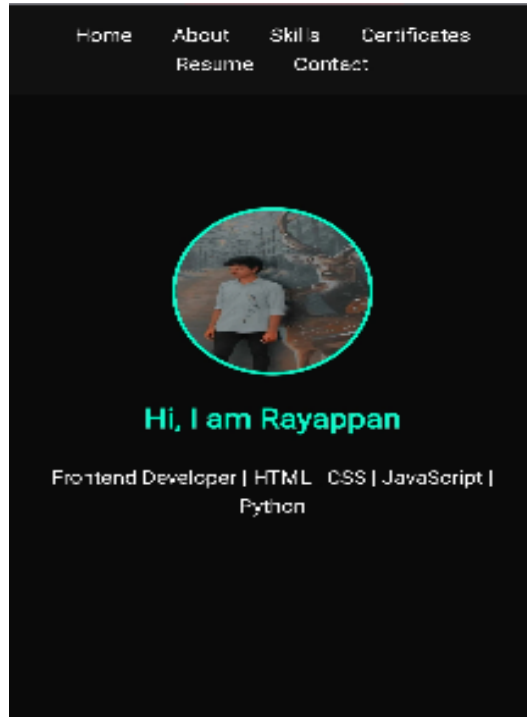 Home About Skills Certificates
Resume Contact
Hi, I am Rayappan
Frontend Developer | HTML CSS | JavaScript |
Python